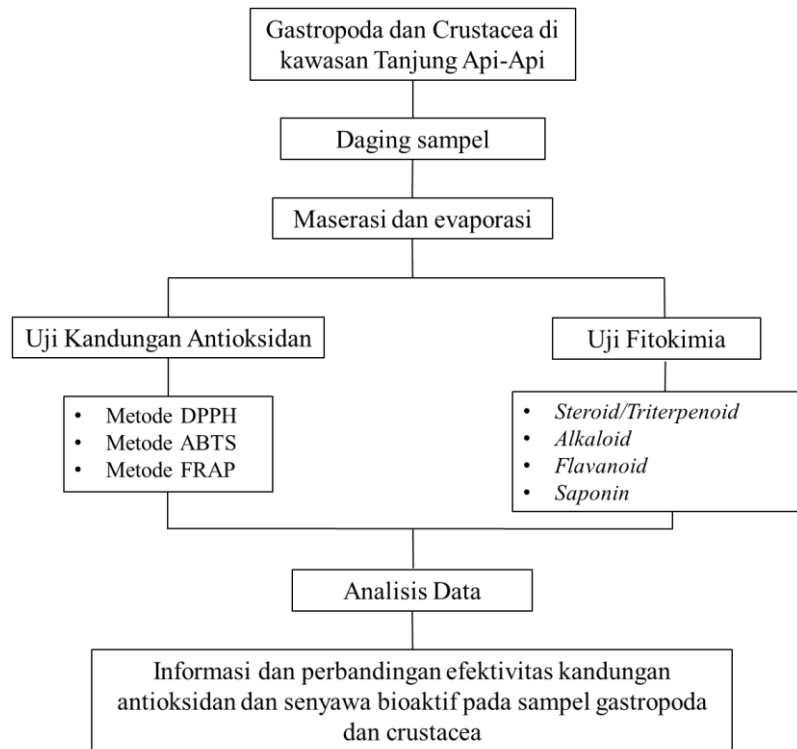 Gastropoda dan Crustacea di
kawasan Tanjung Api-Api
Daging sampel
Maserasi dan evaporasi
Uji Kandungan Antioksidan
Uji Fitokimia
• Metode DPPH
• Metode ABTS
• Metode FRAP
• Steroid/Triterpenoid
• Alkaloid
• Flavanoid
• Saponin
Analisis Data
Informasi dan perbandingan efektivitas kandungan
antioksidan dan senyawa bioaktif pada sampel gastropoda
dan crustacea